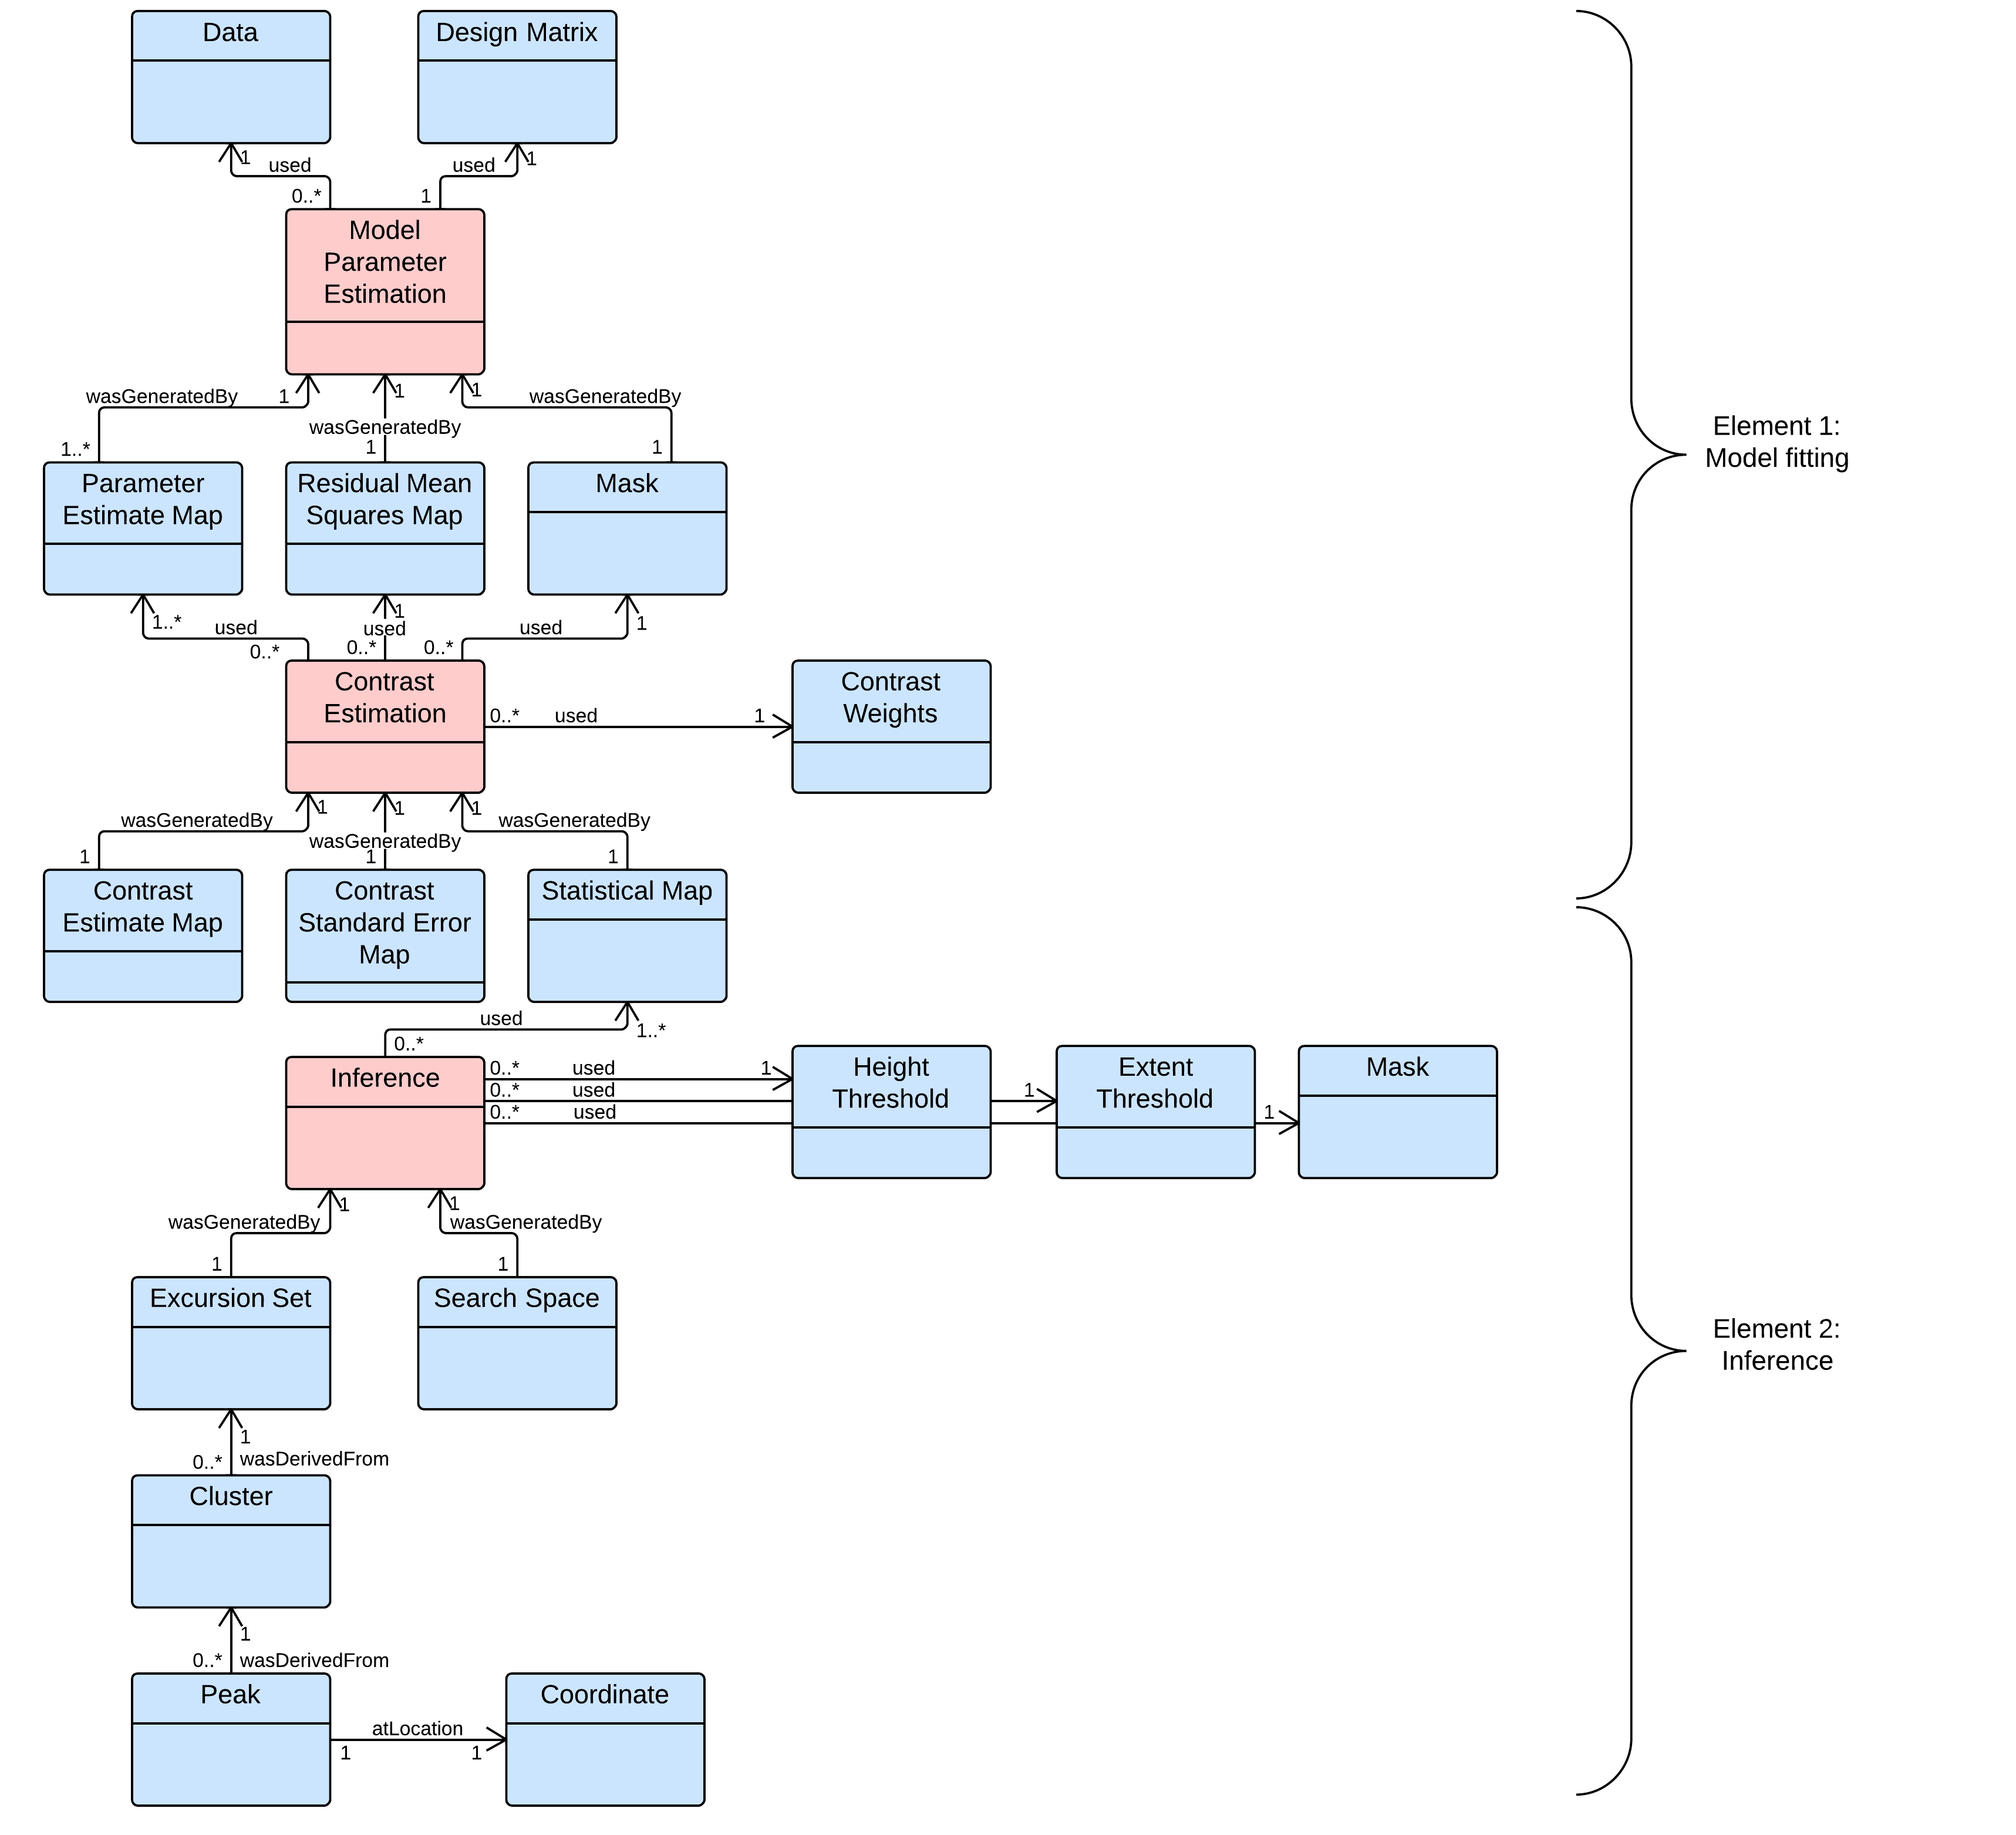 Data
Design Matrix
1
used
0..*
used
1
1
Model
Parameter
Estimation
wasGeneratedBy
1
1..*
1
wasGeneratedBy
1
1
wasGeneratedBy
1
Parameter
Estimate Map
Residual Mean
Squares Map
Mask
1..*
used
0..*
1
used
0..*
0..*
used
1
Contrast
Estimation
0..*
used
1
Contrast
Weights
wasGeneratedBy
1
1
1
wasGeneratedBy
1
1
wasGeneratedBy
1
Contrast
Estimate Map
Contrast
Standard Error
Map
Statistical Map
used
0..*
1..*
Inference
0..*
used
1
0..*
used
1
0..*
used
1
Height
Threshold
Extent
Threshold
Mask
wasGeneratedBy
1
1
1
wasGeneratedBy
1
Excursion Set
Search Space
1
0..*
wasDerivedFrom
Cluster
1
0..*
wasDerivedFrom
Peak
atLocation
1
1
Coordinate
Element 1:
Model fitting
Element 2:
Inference